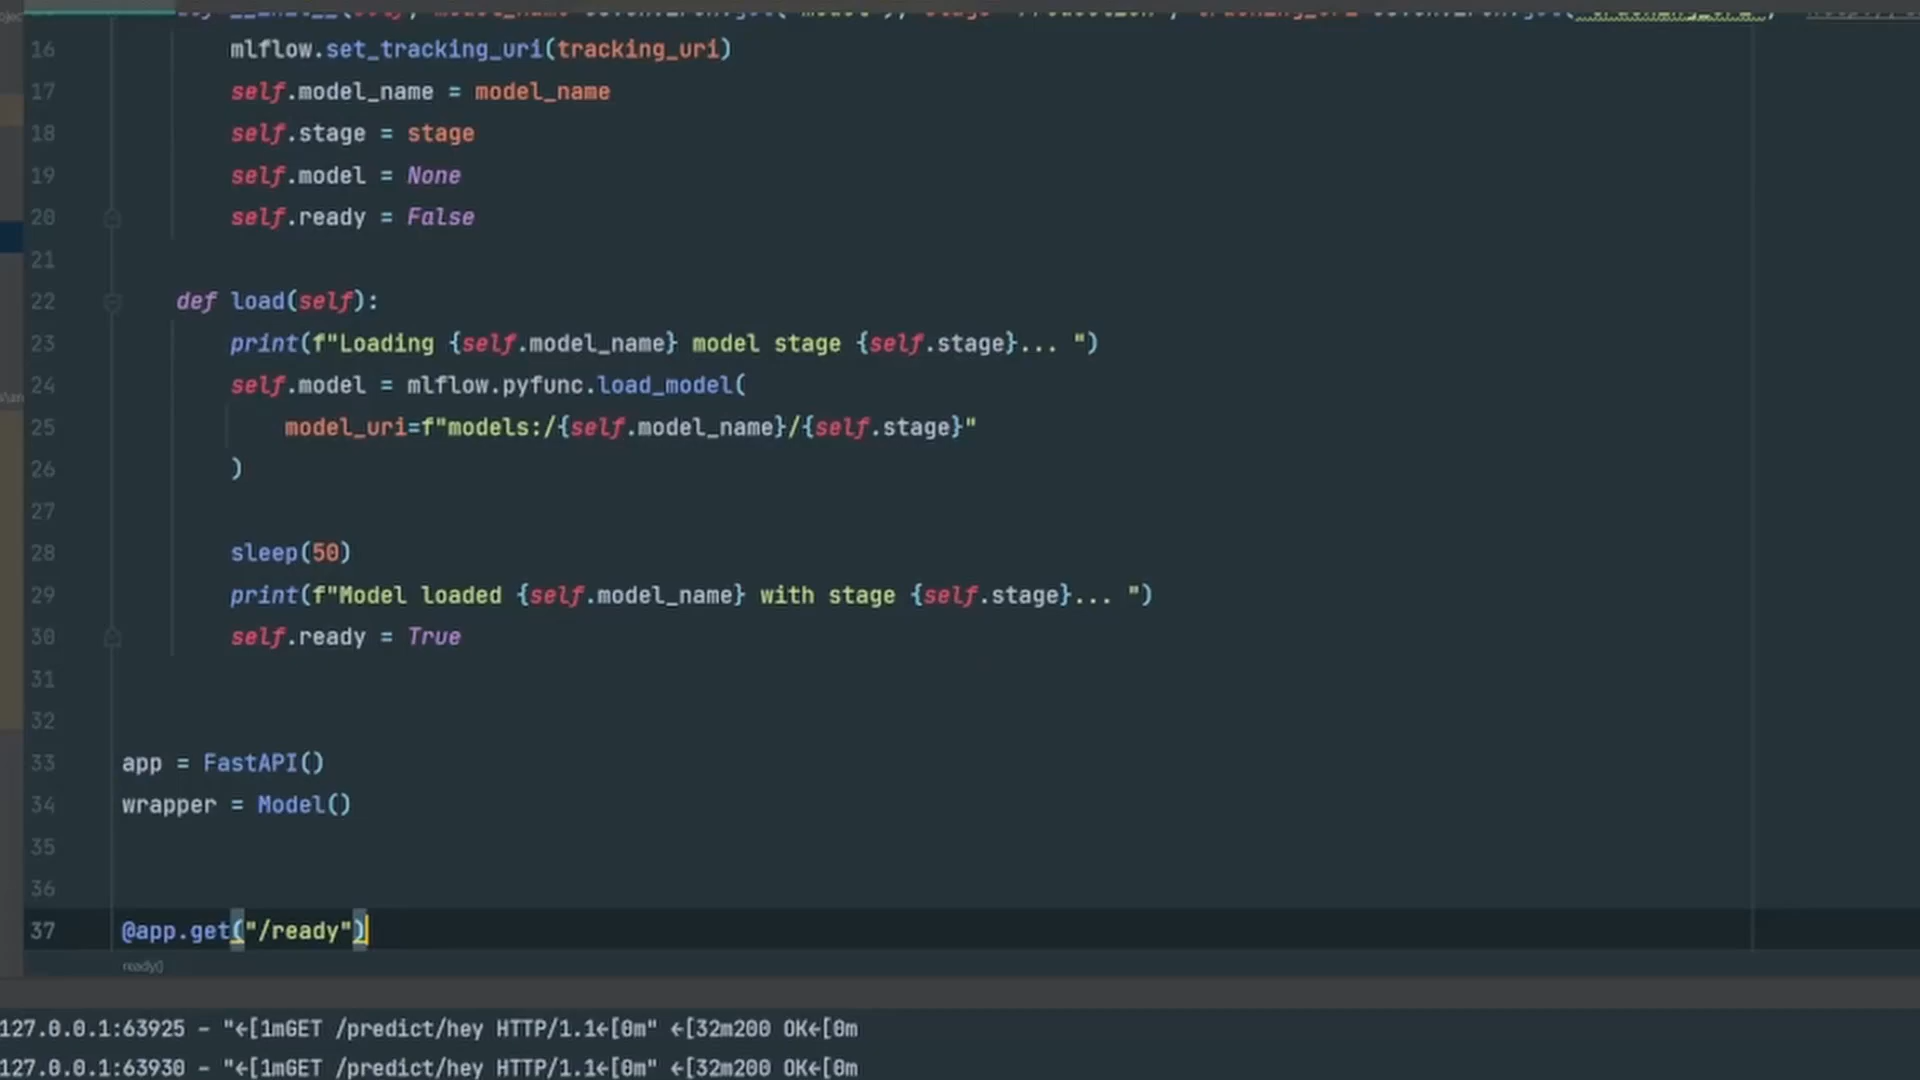 16 mlflow.set_tracking_uri(tracking_uri)
17 self.model_name = model_name
18 self.stage = stage
19 self.model = None
20 self.ready = False
21
22 def load(self):
23 print(f"Loading {self.model_name} model stage {self.stage}... ")
24 self.model = mlflow.pyfunc.load_model(
25 model_uri=f"models:/{self.model_name}/{self.stage}"
26 )
27
28 sleep(50)
29 print(f"Model loaded {self.model_name} with stage {self.stage}... ")
30 self.ready = True
31
32
33 app = FastAPI()
34 wrapper = Model()
35
36
37 @app.get("/ready")
ready()
127.0.0.1:63925 - "←[1mGET /predict/hey HTTP/1.1←[0m" ←[32m200 OK←[0m
127.0.0.1:63930 - "←[1mGET /predict/hey HTTP/1.1←[0m" ←[32m200 OK←[0m